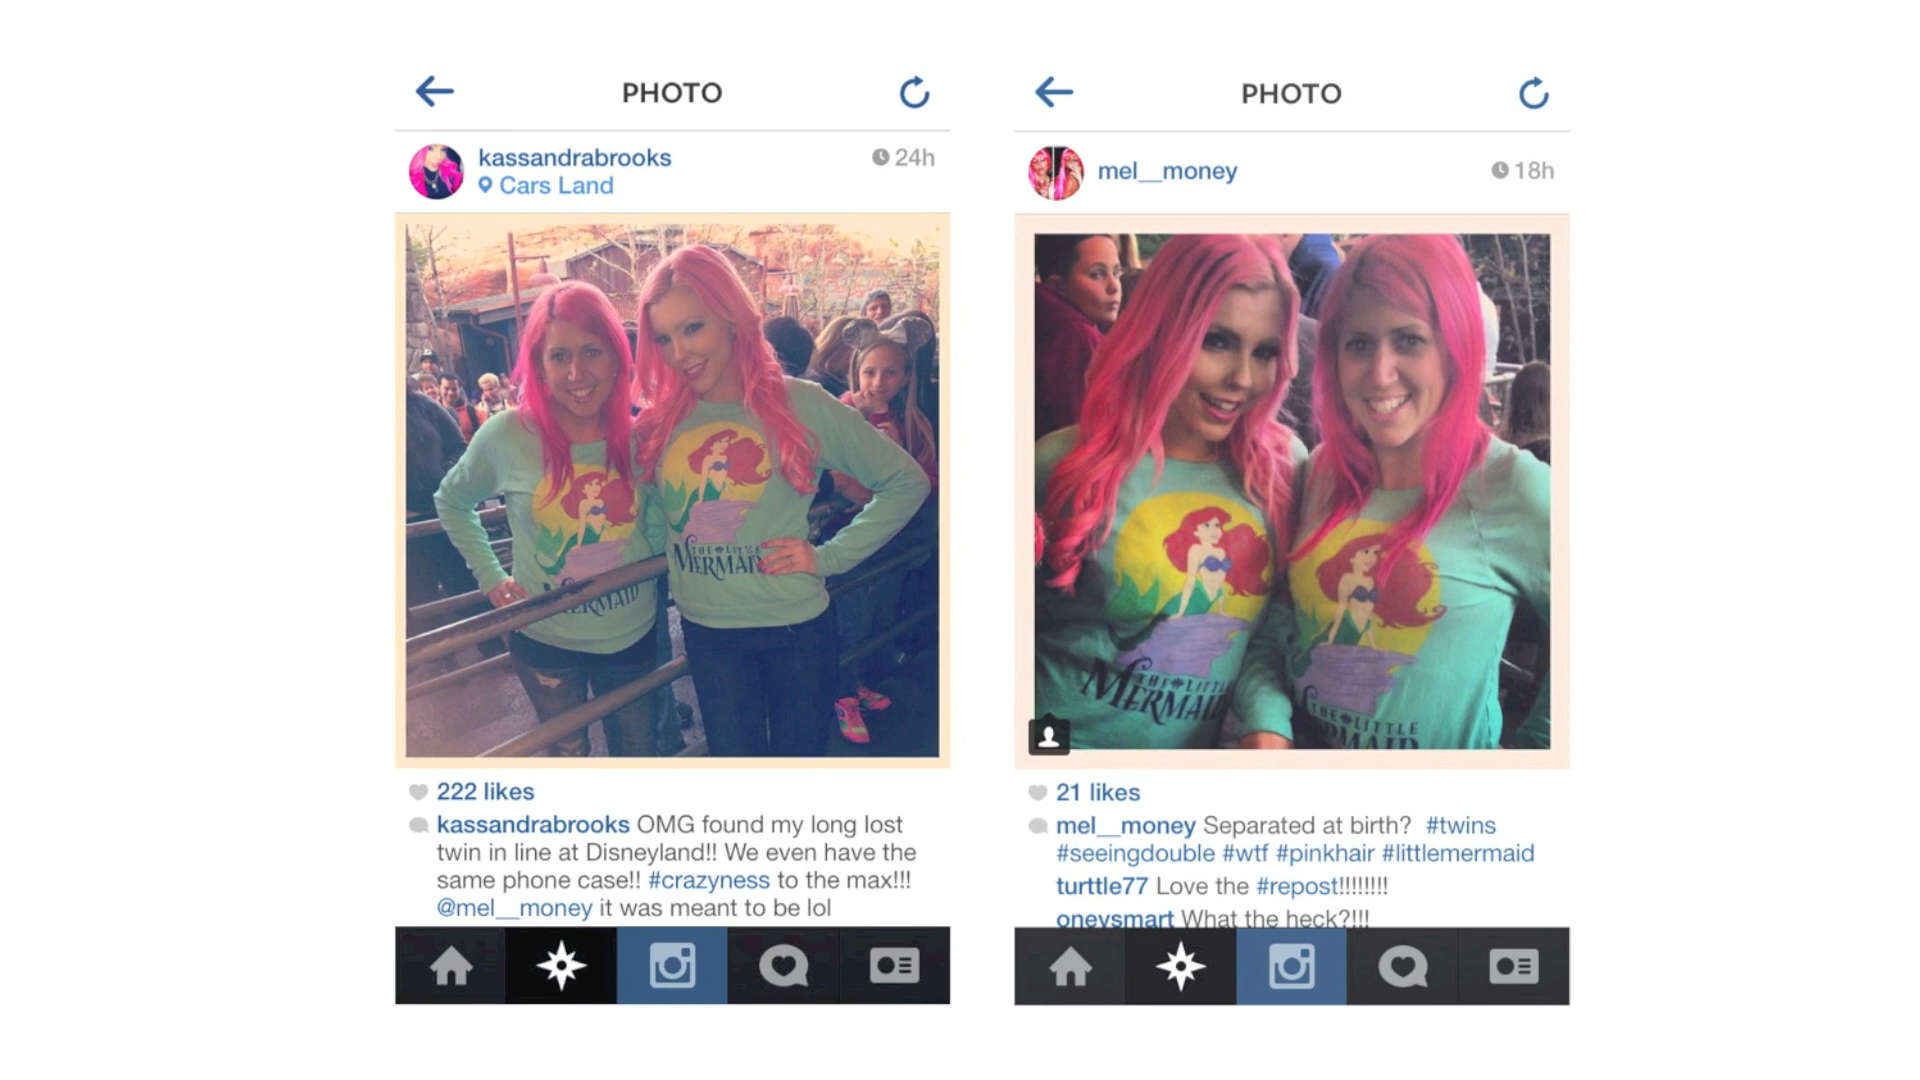 PHOTO
kassandrabrooks
24h
Cars Land
THE LITTLE
MERMAID
222 likes
kassandrabrooks OMG found my long lost
twin in line at Disneyland!! We even have the
same phone case!! #crazyness to the max!!!
@mel__money it was meant to be lol
PHOTO
mel__money
18h
THE LITTLE
MERMAID
THE LITTLE
MERMAID
21 likes
mel__money Separated at birth? #twins
#seeingdouble #wtf #pinkhair #littlemermaid
turttle77 Love the #repost!!!!!!!!
oneysmart What the heck?!!!